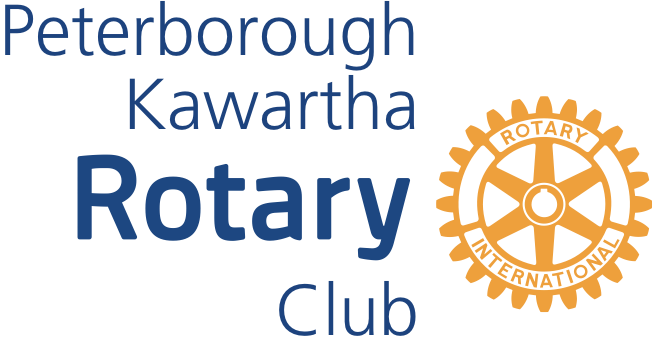 Peterborough
Kawartha
Rotary
Club
ROTARY
INTERNATIONAL